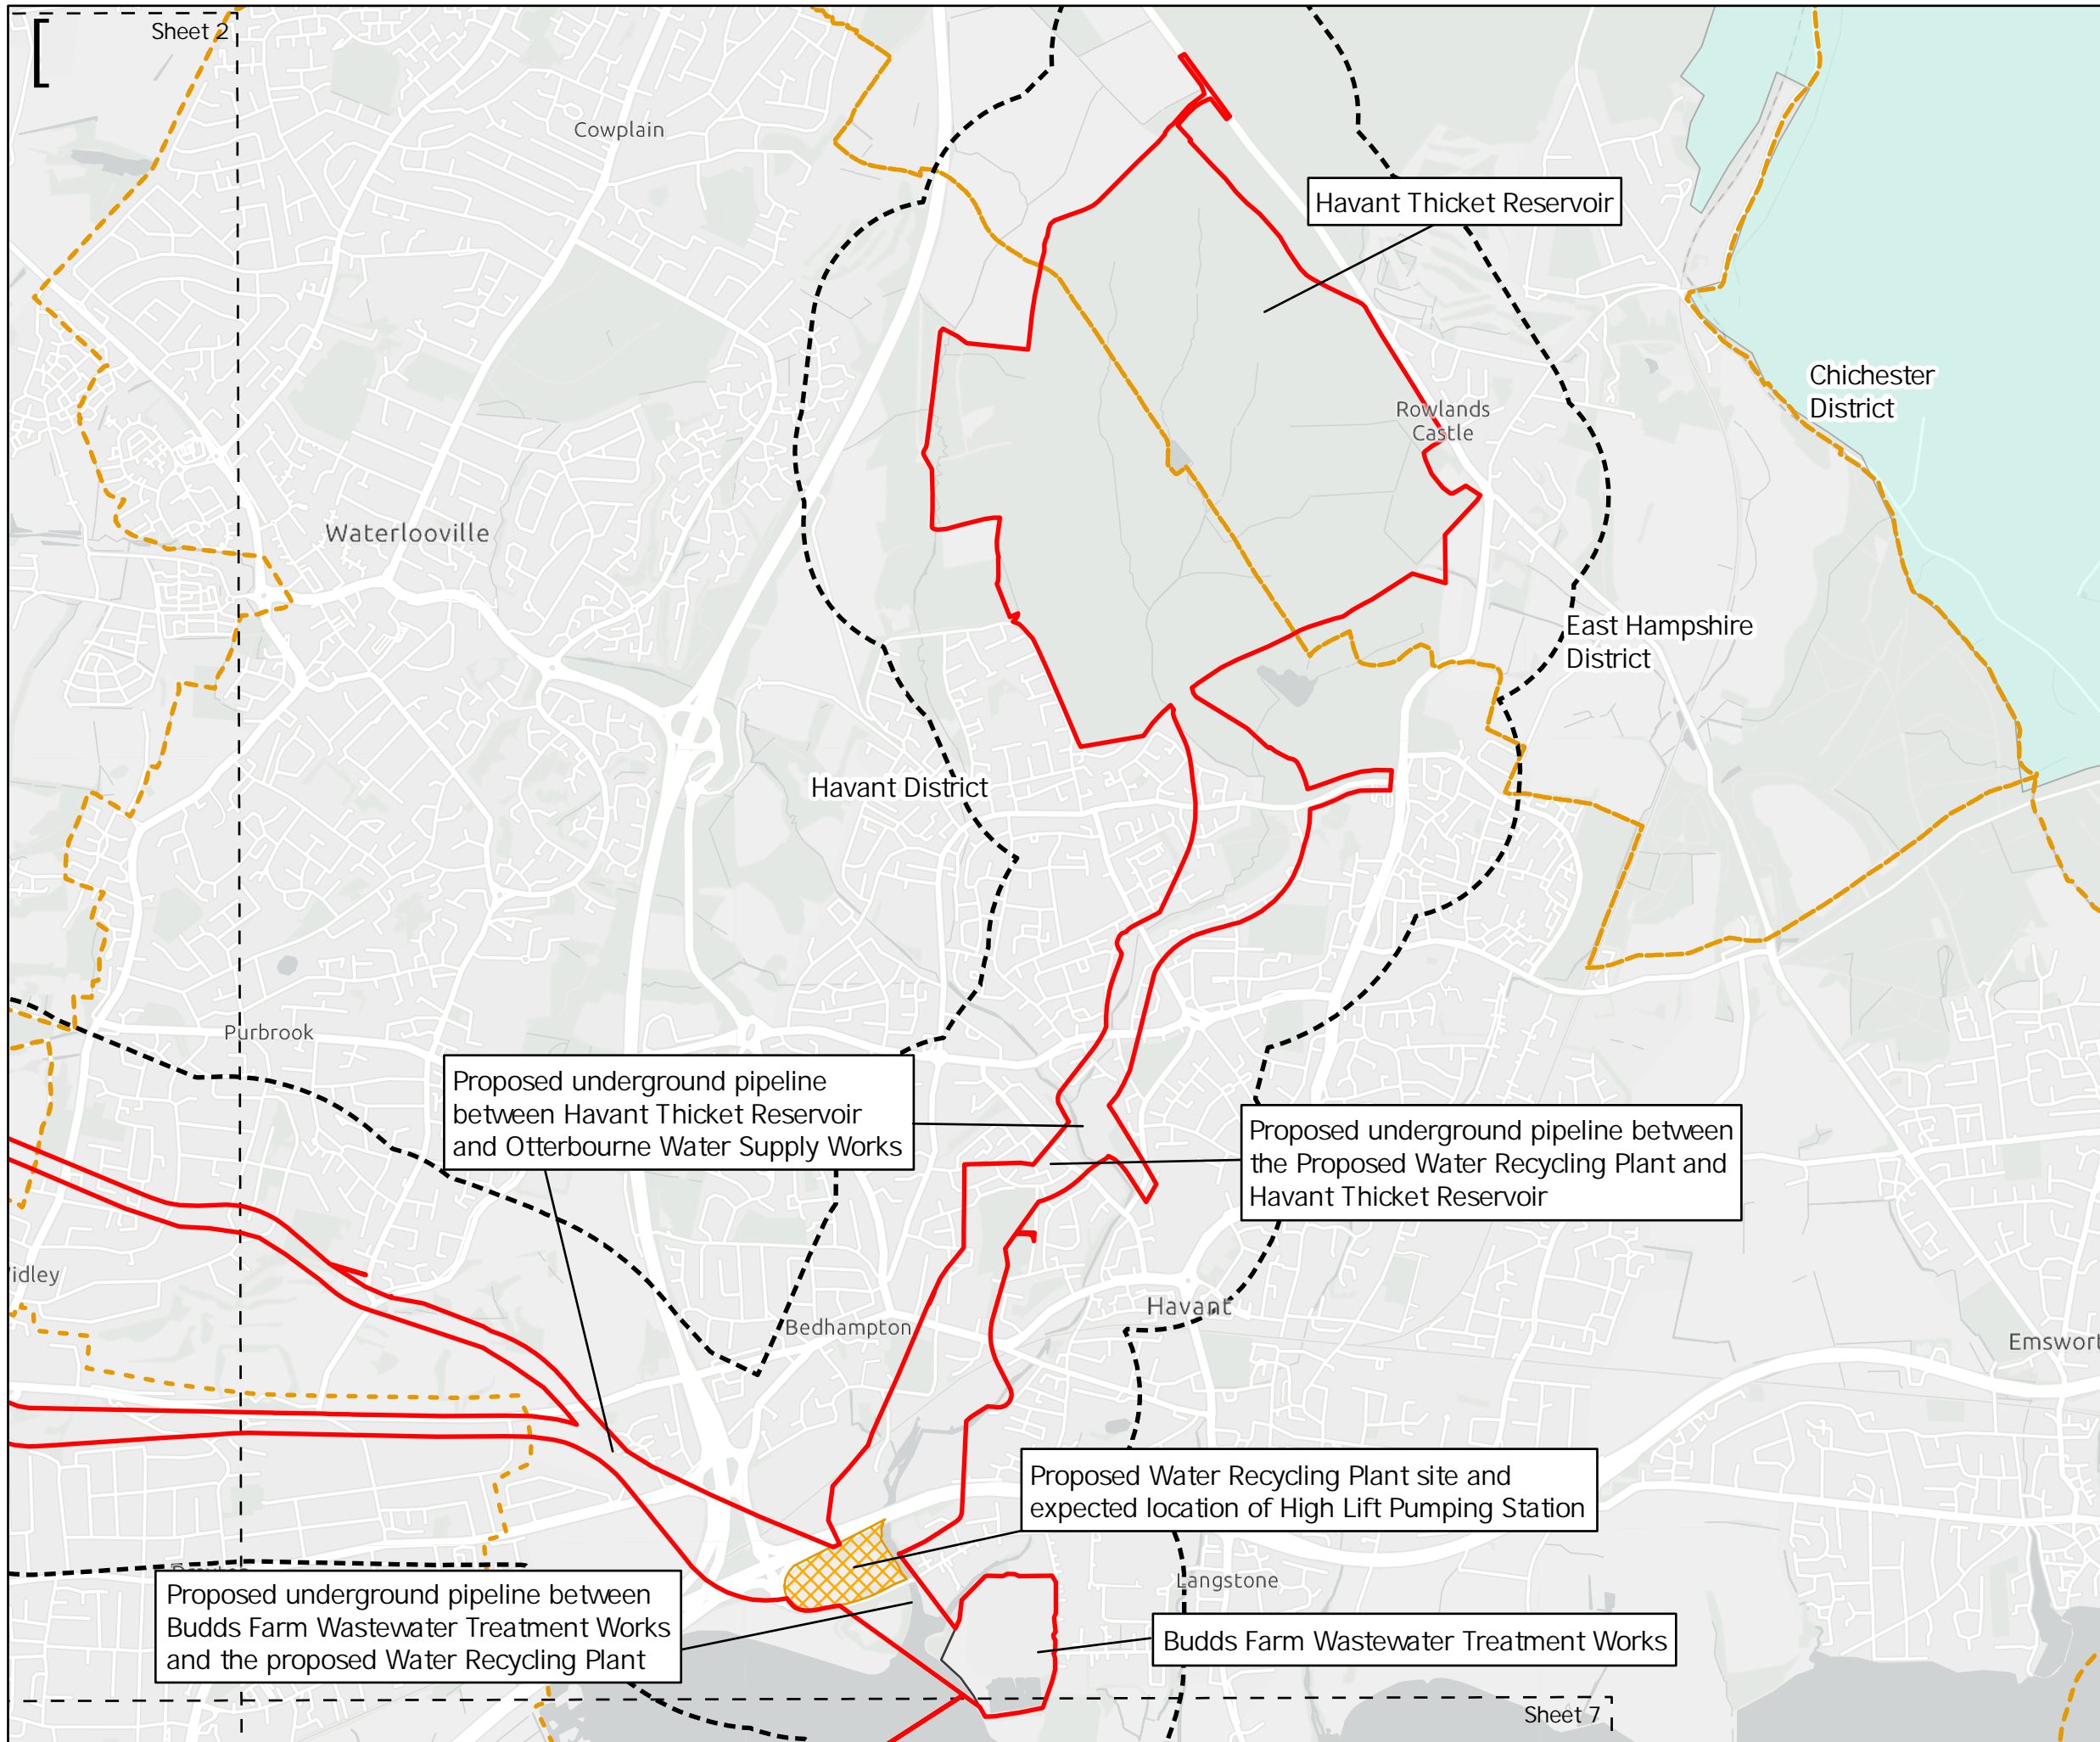 [
Sheet 2
Cowplain
Havant Thicket Reservoir
Chichester
District
Rowlands
Castle
Waterlooville
East Hampshire
District
Havant District
Purbrook
Proposed underground pipeline
between Havant Thicket Reservoir
and Otterbourne Water Supply Works
Proposed underground pipeline between
the Proposed Water Recycling Plant and
Havant Thicket Reservoir
idley
Havant
Bedhampton
Emswort
Proposed Water Recycling Plant site and
expected location of High Lift Pumping Station
Langstone
Proposed underground pipeline between
Budds Farm Wastewater Treatment Works
and the proposed Water Recycling Plant
Budds Farm Wastewater Treatment Works
Sheet 7